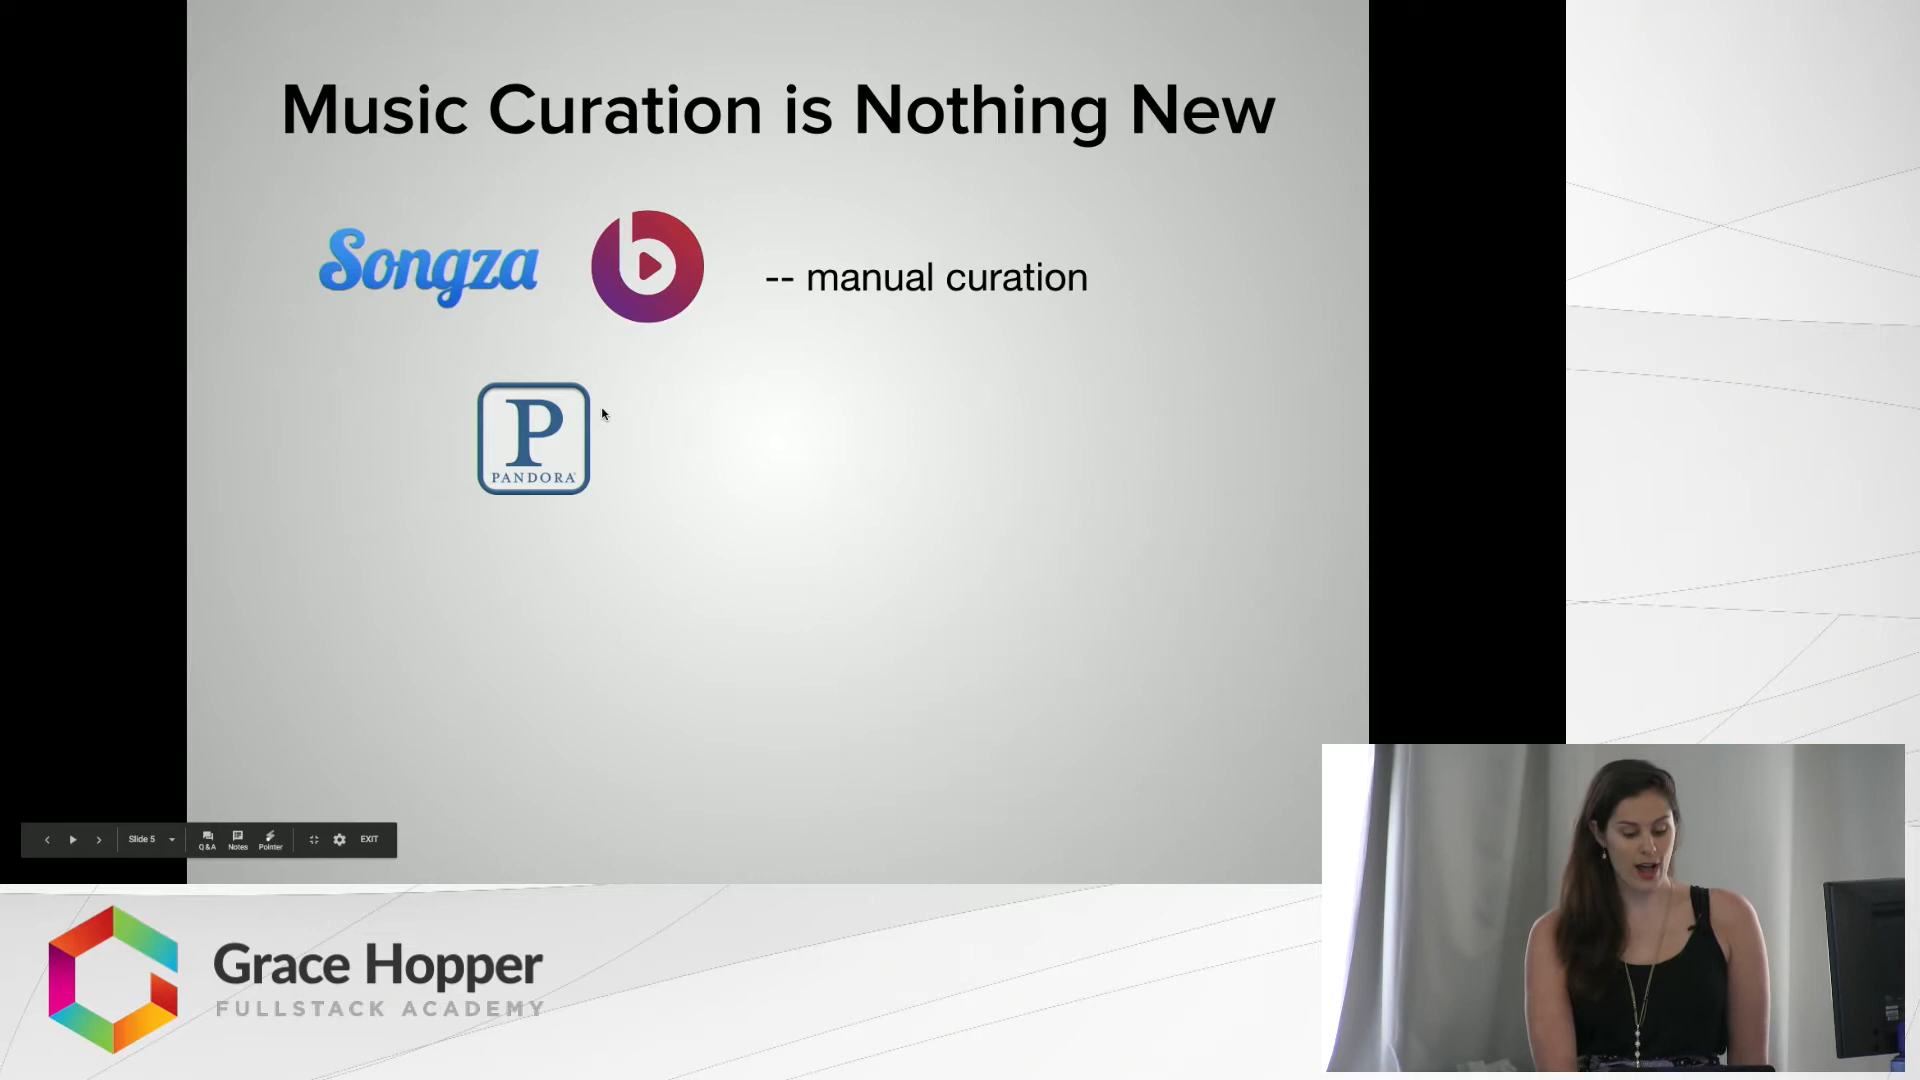 Music Curation is Nothing New
Songza
b
-- manual curation
P
PANDORA
Slide 5
Q&A
Notes
Pointer
EXIT
Grace Hopper
FULLSTACK ACADEMY